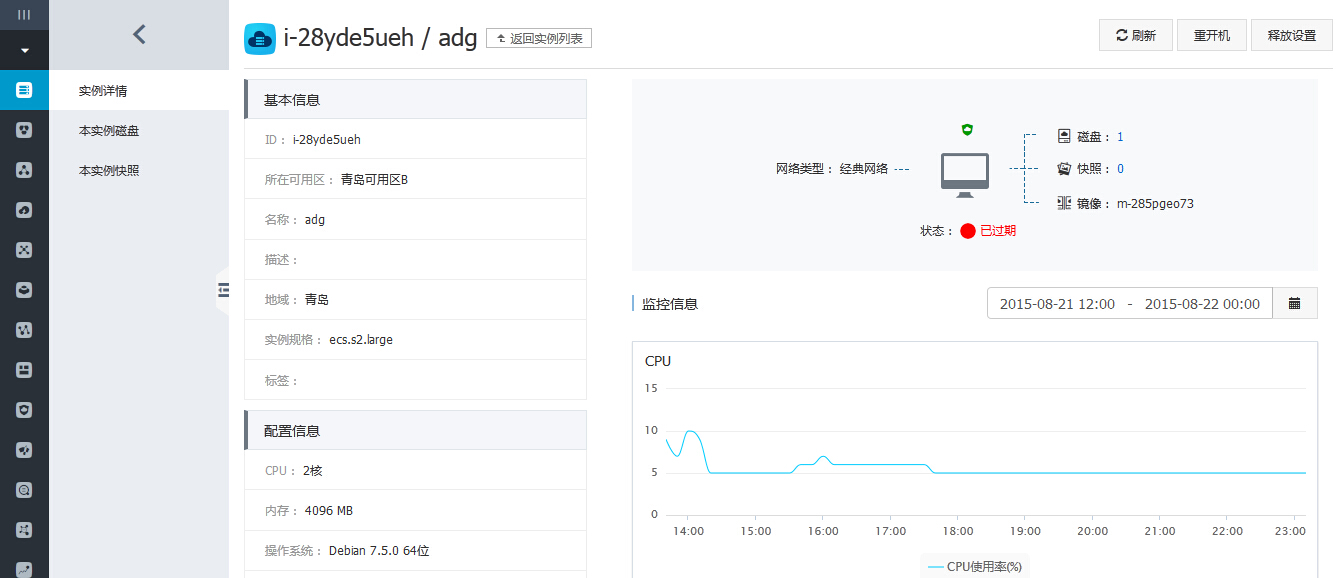 i-28yde5ueh / adg 返回实例列表 刷新 重开机 释放设置
实例详情
本实例磁盘
本实例快照
基本信息
ID： i-28yde5ueh
所在可用区： 青岛可用区B
名称： adg
描述：
地域： 青岛
实例规格： ecs.s2.large
标签：
配置信息
CPU： 2核
内存： 4096 MB
操作系统： Debian 7.5.0 64位
网络类型： 经典网络
磁盘： 1
快照： 0
镜像： m-285pgeo73
状态： 已过期
监控信息 2015-08-21 12:00 - 2015-08-22 00:00
CPU
15
10
5
0
14:00 15:00 16:00 17:00 18:00 19:00 20:00 21:00 22:00 23:00
CPU使用率(%)